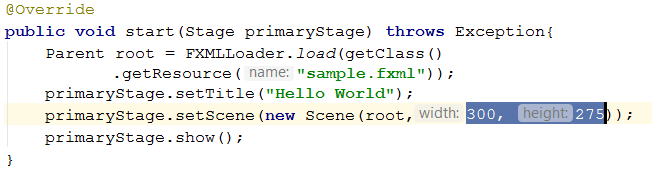 @Override
public void start(Stage primaryStage) throws Exception{
Parent root = FXMLLoader.load(getClass()
.getResource( name: "sample.fxml"));
primaryStage.setTitle("Hello World");
primaryStage.setScene(new Scene(root, width: 300, height: 275));
primaryStage.show();
}